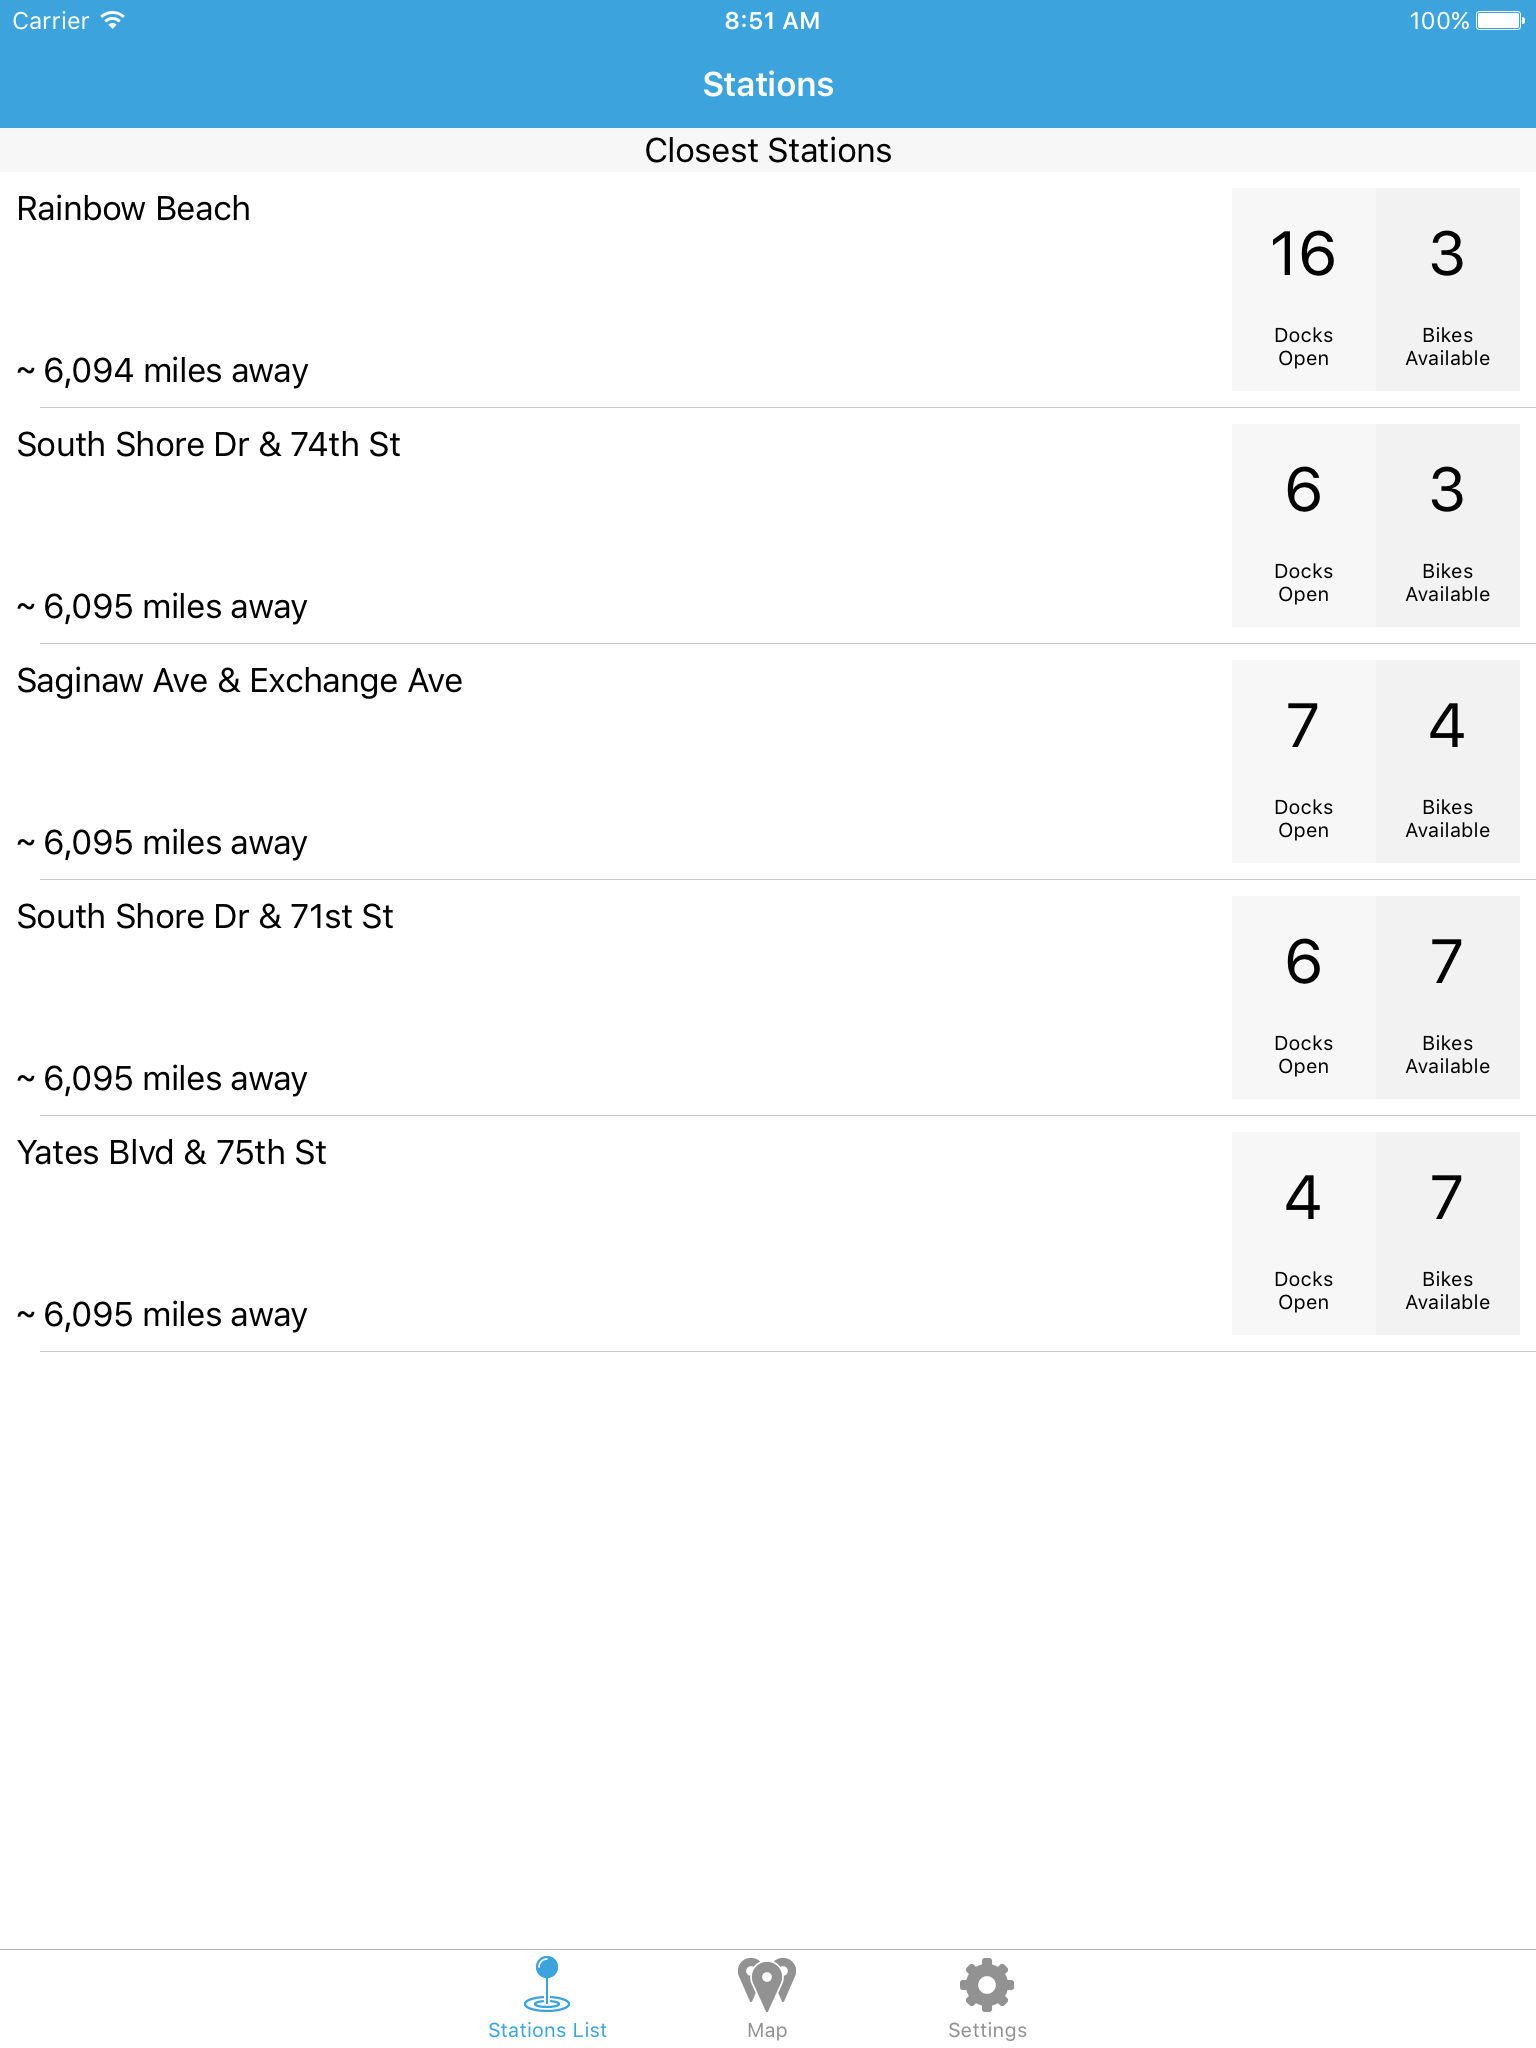 Carrier 8:51 AM 100%
Stations
Closest Stations
Rainbow Beach
~ 6,094 miles away
16
Docks
Open
3
Bikes
Available
South Shore Dr & 74th St
~ 6,095 miles away
6
Docks
Open
3
Bikes
Available
Saginaw Ave & Exchange Ave
~ 6,095 miles away
7
Docks
Open
4
Bikes
Available
South Shore Dr & 71st St
~ 6,095 miles away
6
Docks
Open
7
Bikes
Available
Yates Blvd & 75th St
~ 6,095 miles away
4
Docks
Open
7
Bikes
Available
Stations List
Map
Settings